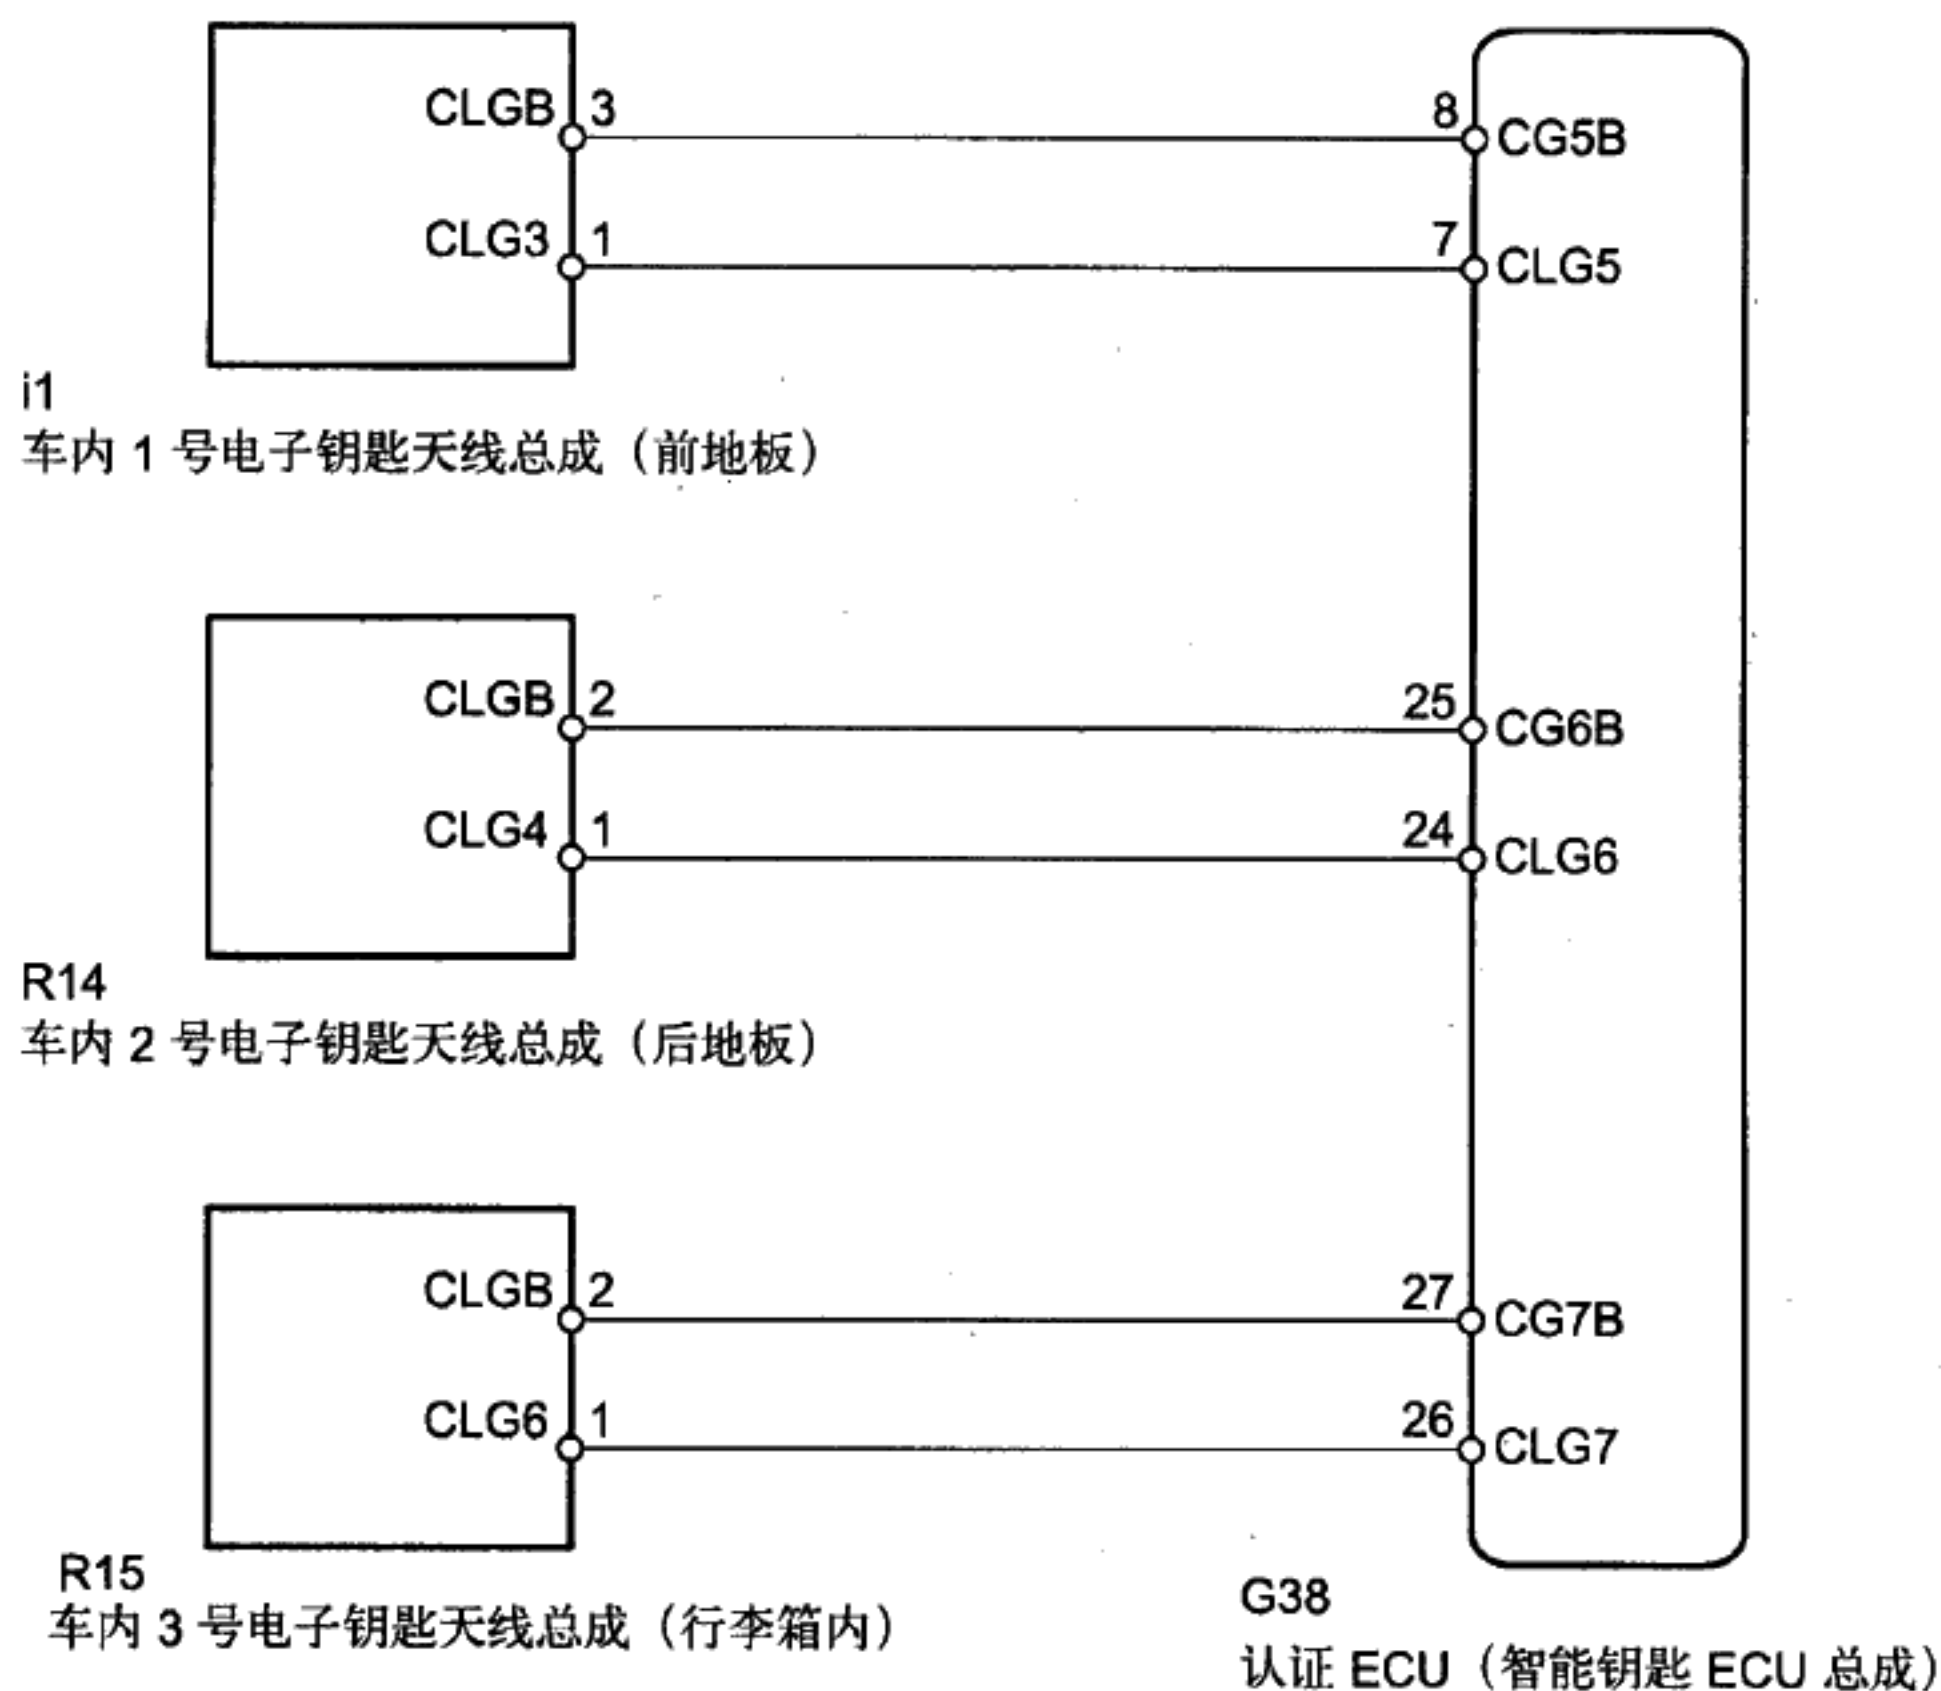 CLGB 3 8 CG5B
CLG3 1 7 CLG5
i1
车内 1 号电子钥匙天线总成（前地板）
CLGB 2 25 CG6B
CLG4 1 24 CLG6
R14
车内 2 号电子钥匙天线总成（后地板）
CLGB 2 27 CG7B
CLG6 1 26 CLG7
R15
车内 3 号电子钥匙天线总成（行李箱内）
G38
认证 ECU（智能钥匙 ECU 总成）